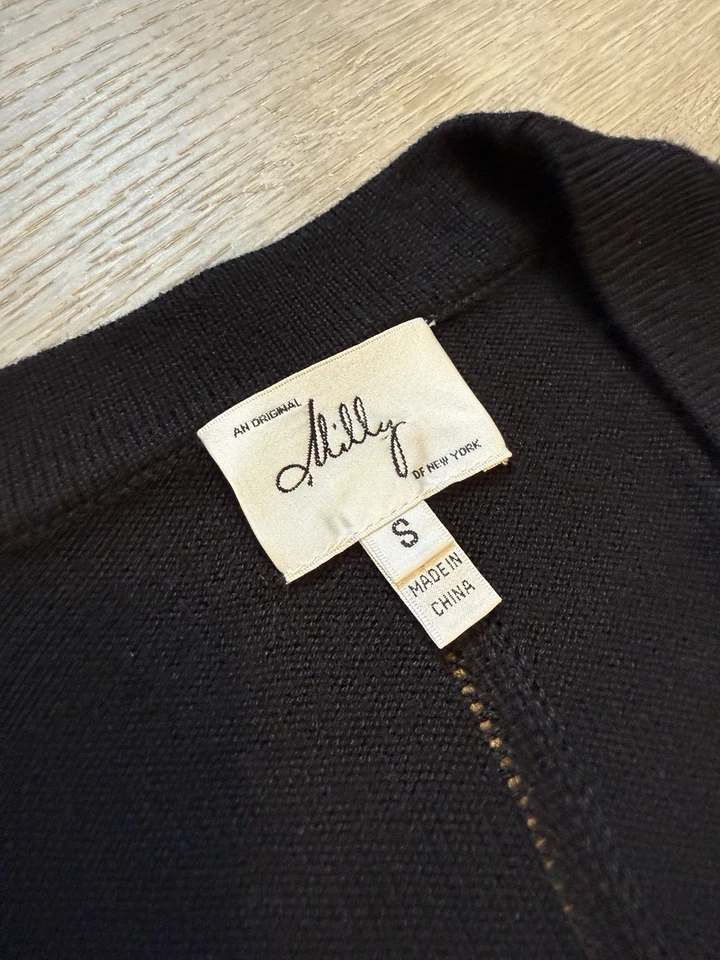 AN ORIGINAL
Milly
OF NEW YORK
S
MADE IN
CHINA